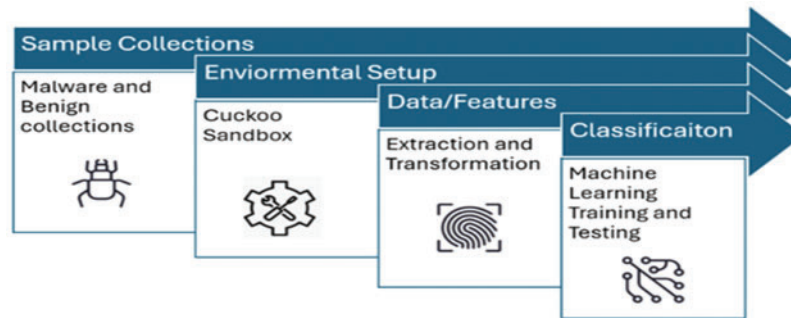 Sample Collections
Malware and
Benign
collections
Enviormental Setup
Cuckoo
Sandbox
Data/Features
Extraction and
Transformation
Classificaiton
Machine
Learning
Training and
Testing